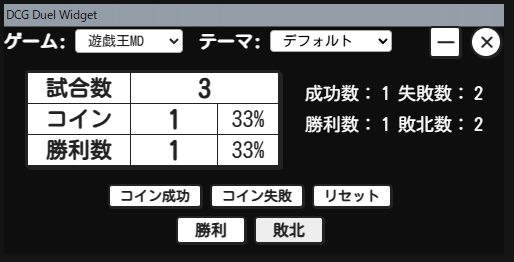 DCG Duel Widget
ゲーム: 遊戯王MD テーマ: デフォルト
試合数 3
コイン 1 33%
勝利数 1 33%
成功数： 1 失敗数： 2
勝利数： 1 敗北数： 2
コイン成功 コイン失敗 リセット
勝利 敗北